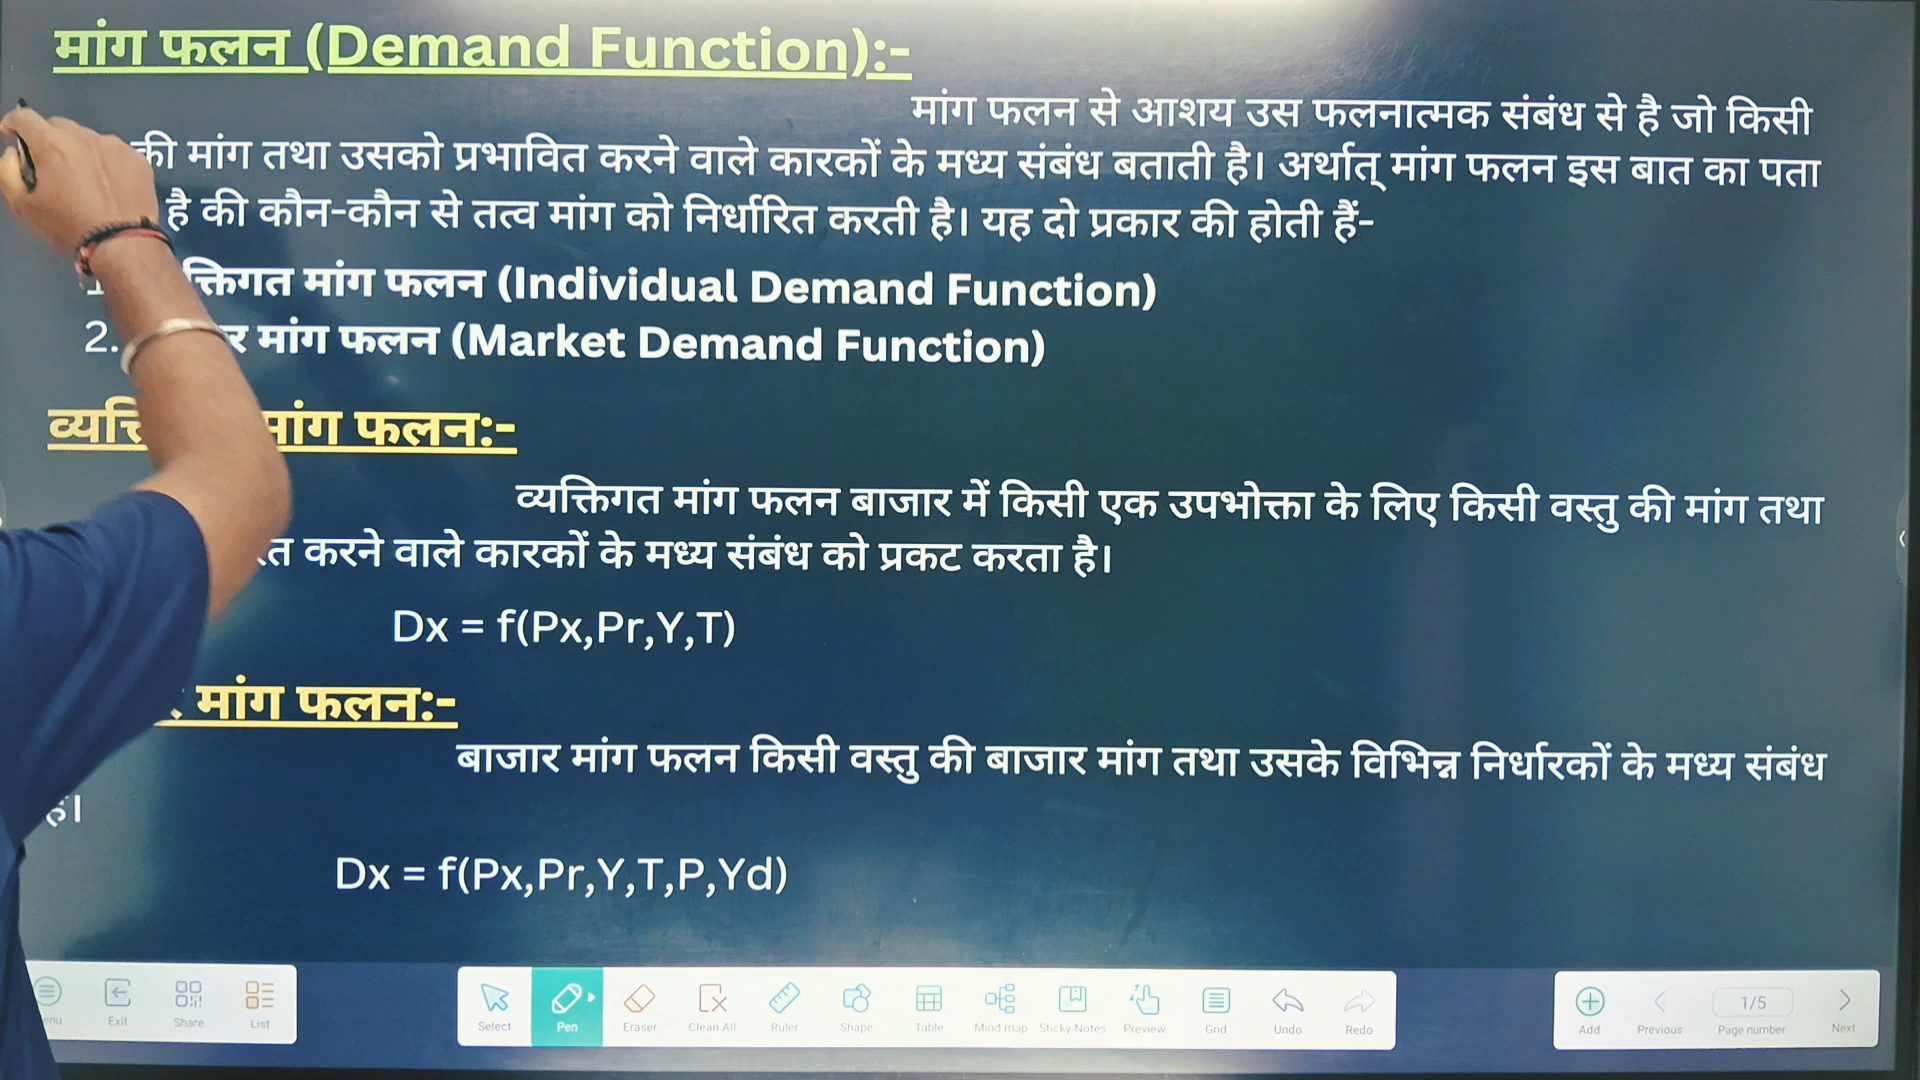 मांग फलन (Demand Function):-
मांग फलन से आशय उस फलनात्मक संबंध से है जो किसी
की मांग तथा उसको प्रभावित करने वाले कारकों के मध्य संबंध बताती है। अर्थात् मांग फलन इस बात का पता
है की कौन-कौन से तत्व मांग को निर्धारित करती है। यह दो प्रकार की होती हैं-
मांग फलन (Individual Demand Function)
2. मांग फलन (Market Demand Function)
मांग फलन:-
व्यक्तिगत मांग फलन बाजार में किसी एक उपभोक्ता के लिए किसी वस्तु की मांग तथा
करने वाले कारकों के मध्य संबंध को प्रकट करता है।
Dx = f(Px,Pr,Y,T)
मांग फलन:-
बाजार मांग फलन किसी वस्तु की बाजार मांग तथा उसके विभिन्न निर्धारकों के मध्य संबंध
Dx = f(Px,Pr,Y,T,P,Yd)
Exit Share List Select Pen Eraser Clean All Ruler Shape Table Mind map Sticky Notes Preview Grid Undo Redo Add Previous 1/5 Page number Next